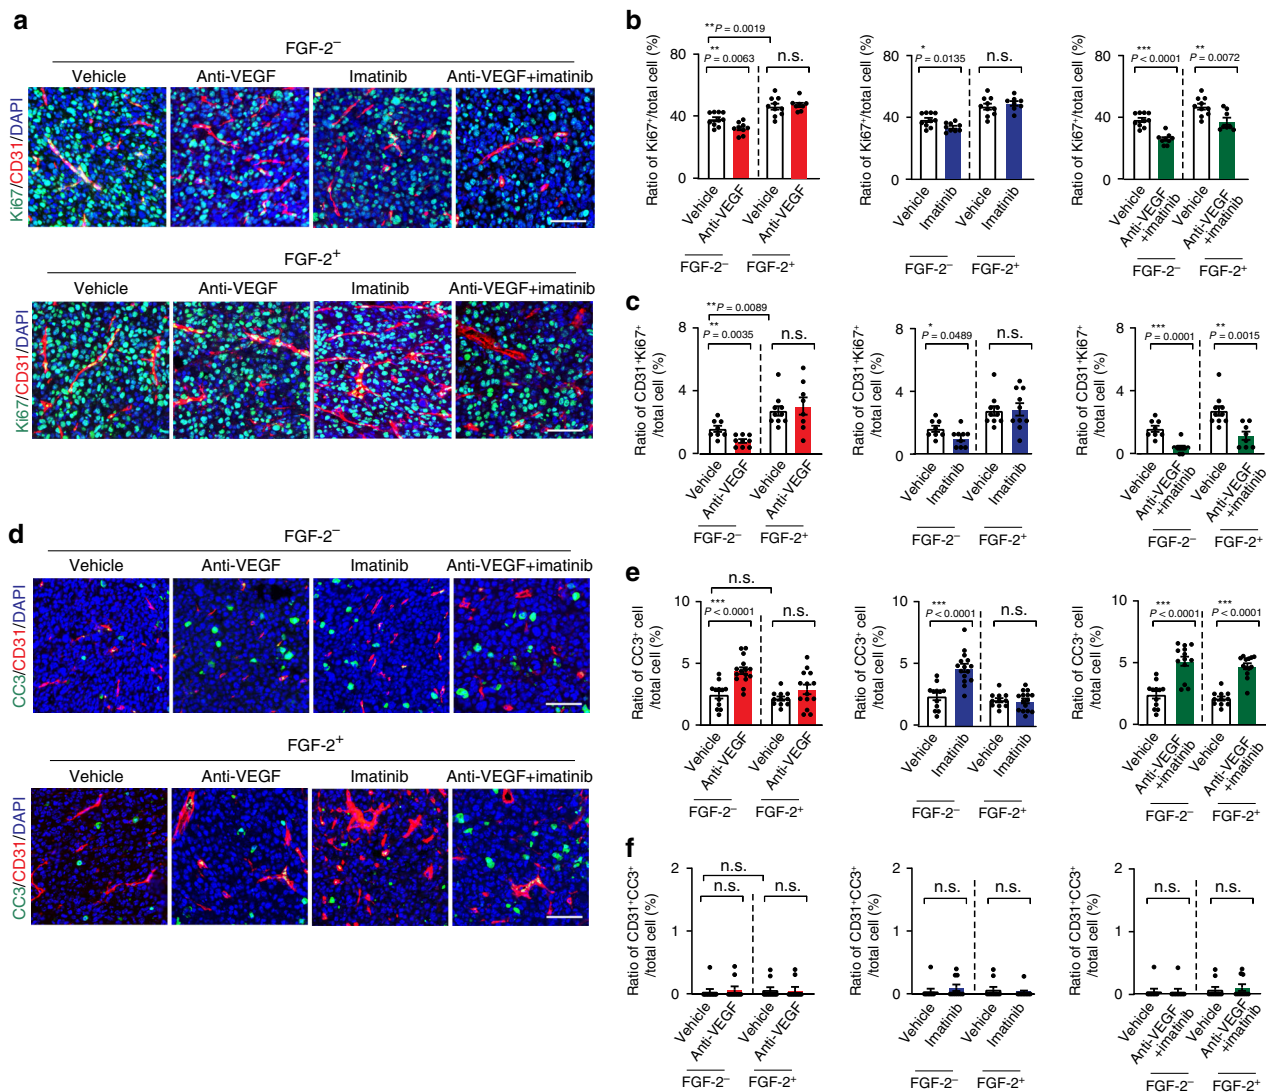 a
FGF-2⁻
Vehicle Anti-VEGF Imatinib Anti-VEGF+imatinib
Ki67/CD31/DAPI
FGF-2⁺
Vehicle Anti-VEGF Imatinib Anti-VEGF+imatinib
Ki67/CD31/DAPI
b
Ratio of Ki67⁺/total cell (%)
80
40
0
**P = 0.0019
**
P = 0.0063
n.s.
Vehicle
Anti-VEGF
Vehicle
Anti-VEGF
FGF-2⁻ FGF-2⁺
Ratio of Ki67⁺/total cell (%)
80
40
0
*
P = 0.0135
n.s.
Vehicle
Imatinib
Vehicle
Imatinib
FGF-2⁻ FGF-2⁺
Ratio of Ki67⁺/total cell (%)
80
40
0
***
P < 0.0001
**
P = 0.0072
Vehicle
Anti-VEGF
+imatinib
Vehicle
Anti-VEGF
+imatinib
FGF-2⁻ FGF-2⁺
c
Ratio of CD31⁺Ki67⁺
/total cell (%)
8
4
0
**P = 0.0089
**
P = 0.0035
n.s.
Vehicle
Anti-VEGF
Vehicle
Anti-VEGF
FGF-2⁻ FGF-2⁺
Ratio of CD31⁺Ki67⁺
/total cell (%)
8
4
0
*
P = 0.0489
n.s.
Vehicle
Imatinib
Vehicle
Imatinib
FGF-2⁻ FGF-2⁺
Ratio of CD31⁺Ki67⁺
/total cell (%)
8
4
0
***
P = 0.0001
**
P = 0.0015
Vehicle
Anti-VEGF
+imatinib
Vehicle
Anti-VEGF
+imatinib
FGF-2⁻ FGF-2⁺
d
FGF-2⁻
Vehicle Anti-VEGF Imatinib Anti-VEGF+imatinib
CC3/CD31/DAPI
FGF-2⁺
Vehicle Anti-VEGF Imatinib Anti-VEGF+imatinib
CC3/CD31/DAPI
e
Ratio of CC3⁺ cell
/total cell (%)
10
5
0
n.s.
***
P < 0.0001
n.s.
Vehicle
Anti-VEGF
Vehicle
Anti-VEGF
FGF-2⁻ FGF-2⁺
Ratio of CC3⁺ cell
/total cell (%)
10
5
0
***
P < 0.0001
n.s.
Vehicle
Imatinib
Vehicle
Imatinib
FGF-2⁻ FGF-2⁺
Ratio of CC3⁺ cell
/total cell (%)
10
5
0
***
P < 0.0001
***
P < 0.0001
Vehicle
Anti-VEGF
+imatinib
Vehicle
Anti-VEGF
+imatinib
FGF-2⁻ FGF-2⁺
f
Ratio of CD31⁺CC3⁺
/total cell (%)
2
1
0
n.s.
n.s.
n.s.
Vehicle
Anti-VEGF
Vehicle
Anti-VEGF
FGF-2⁻ FGF-2⁺
Ratio of CD31⁺CC3⁺
/total cell (%)
2
1
0
n.s.
n.s.
Vehicle
Imatinib
Vehicle
Imatinib
FGF-2⁻ FGF-2⁺
Ratio of CD31⁺CC3⁺
/total cell (%)
2
1
0
n.s.
n.s.
Vehicle
Anti-VEGF
+imatinib
Vehicle
Anti-VEGF
+imatinib
FGF-2⁻ FGF-2⁺